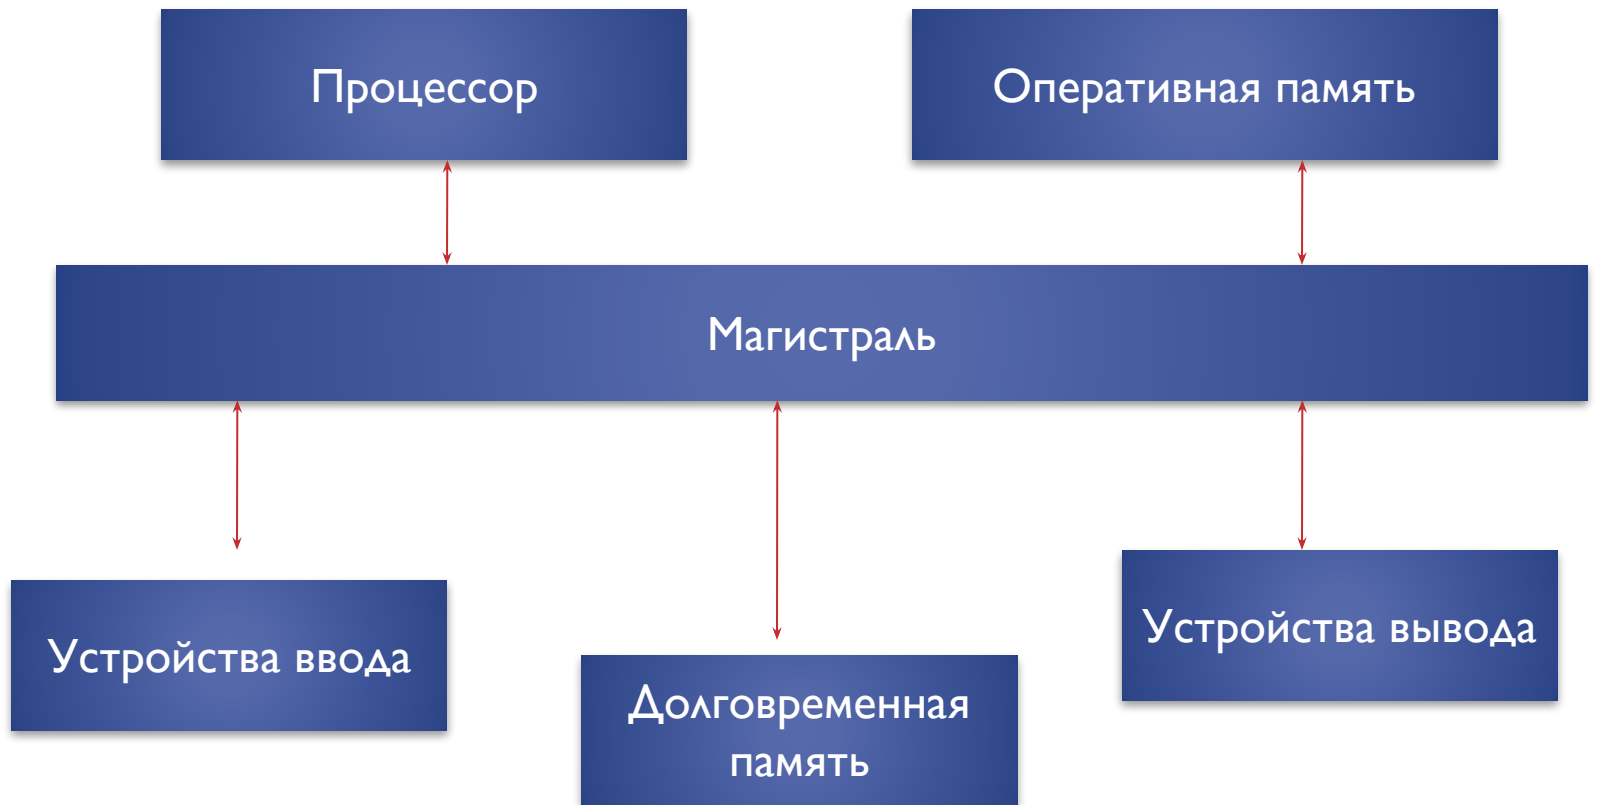 Процессор
Оперативная память
Магистраль
Устройства ввода
Долговременная
память
Устройства вывода